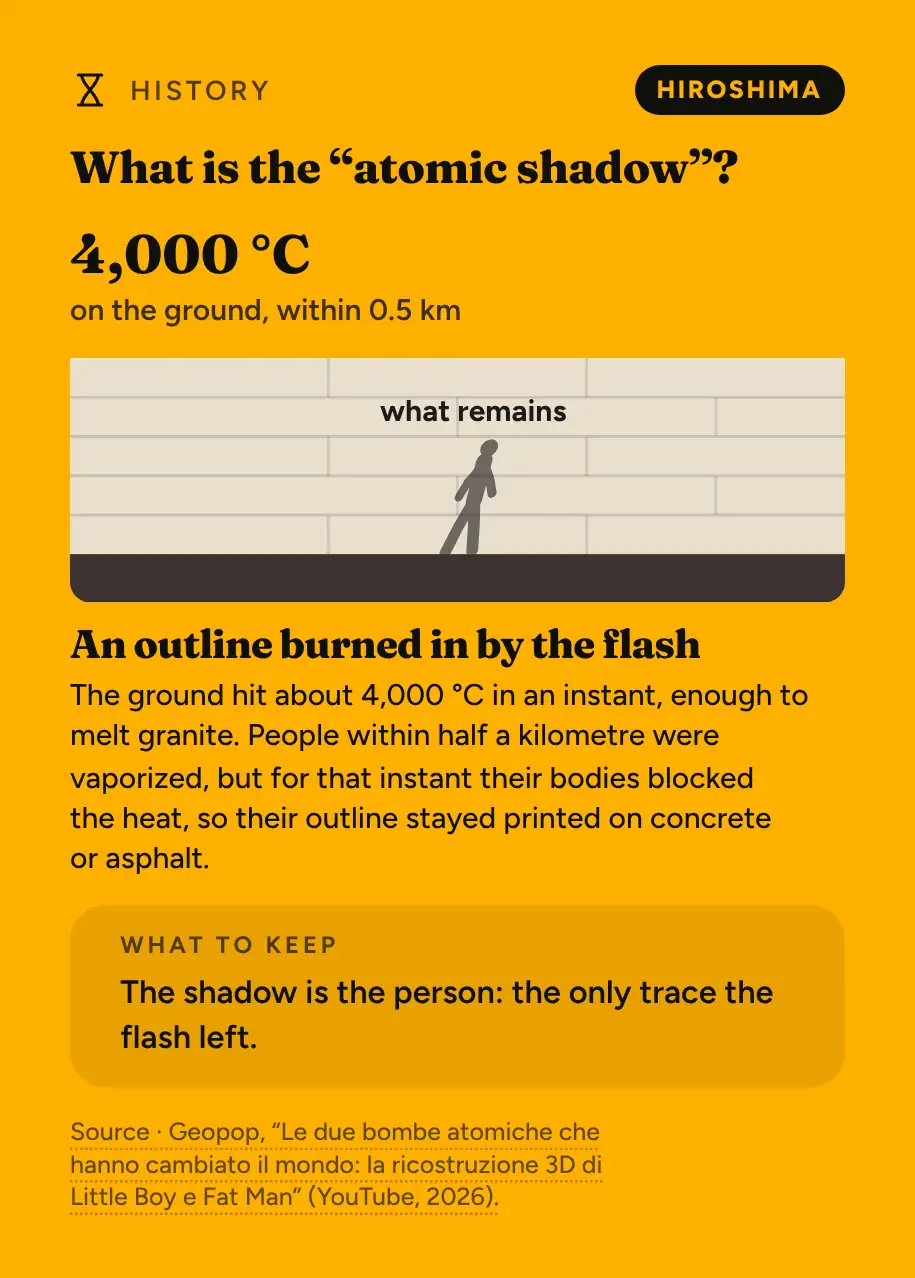 HISTORY
HIROSHIMA
What is the “atomic shadow”?
4,000 °C
on the ground, within 0.5 km
what remains
An outline burned in by the flash
The ground hit about 4,000 °C in an instant, enough to
melt granite. People within half a kilometre were
vaporized, but for that instant their bodies blocked
the heat, so their outline stayed printed on concrete
or asphalt.
WHAT TO KEEP
The shadow is the person: the only trace the
flash left.
Source · Geopop, “Le due bombe atomiche che
hanno cambiato il mondo: la ricostruzione 3D di
Little Boy e Fat Man” (YouTube, 2026).